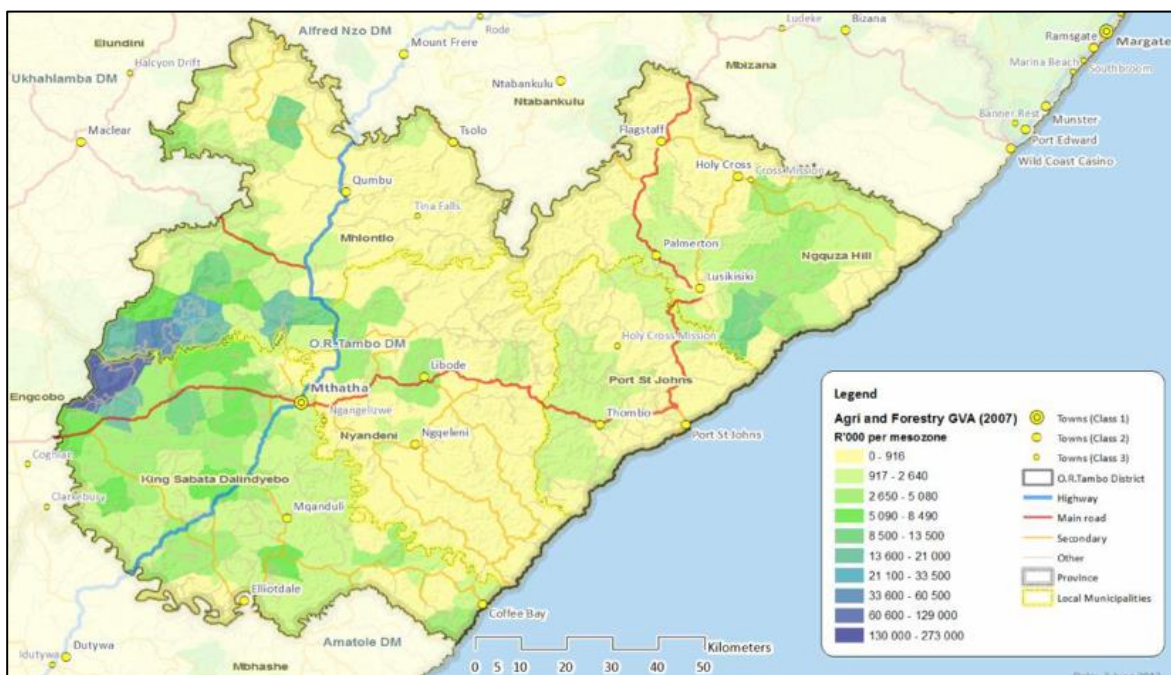 Alfred Nzo DM
Rode
Ludeke
Bizana
Elundini
Halcyon Drift
Mount Frere
Ramsgate
Margate
Ukhahlamba DM
Ntabankulu
Mbizana
Marina Beach
Southbroom
Ntabankulu
Maclear
Tsolo
Flagstaff
Banner Rest
Munster
Port Edward
Wild Coast Casino
Holy Cross
Cross Mission
Qumbu
Tina Falls
Mhlontlo
Palmerton
Ngquza Hill
Lusikisiki
O.R.Tambo DM
Holy Cross Mission
Libode
Engcobo
Mthatha
Port St Johns
Ngangelizwe
Nyandeni
Ngqeleni
Thombo
Port St Johns
King Sabata Dalindyebo
Clarkebury
Mqanduli
Elliotdale
Coffee Bay
Amatole DM
Dutywa
Idutywa
Mbhashe
Kilometers
0 5 10 20 30 40 50
Legend
Agri and Forestry GVA (2007)
R'000 per mesozone
0 - 916
917 - 2 640
2 650 - 5 080
5 090 - 8 490
8 500 - 13 500
13 600 - 21 000
21 100 - 33 500
33 600 - 60 500
60 600 - 129 000
130 000 - 273 000
Towns (Class 1)
Towns (Class 2)
Towns (Class 3)
O.R.Tambo District
Highway
Main road
Secondary
Other
Province
Local Municipalities